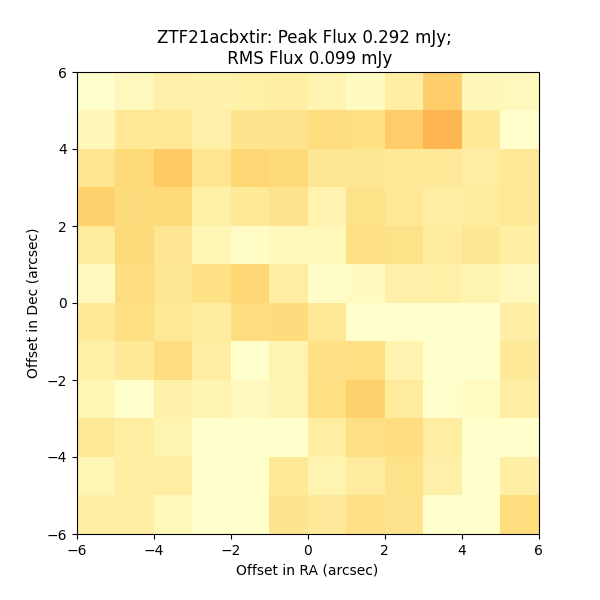 ZTF21acbxtir: Peak Flux 0.292 mJy;
RMS Flux 0.099 mJy
6
4
2
0
−2
−4
−6
Offset in Dec (arcsec)
−6 −4 −2 0 2 4 6
Offset in RA (arcsec)